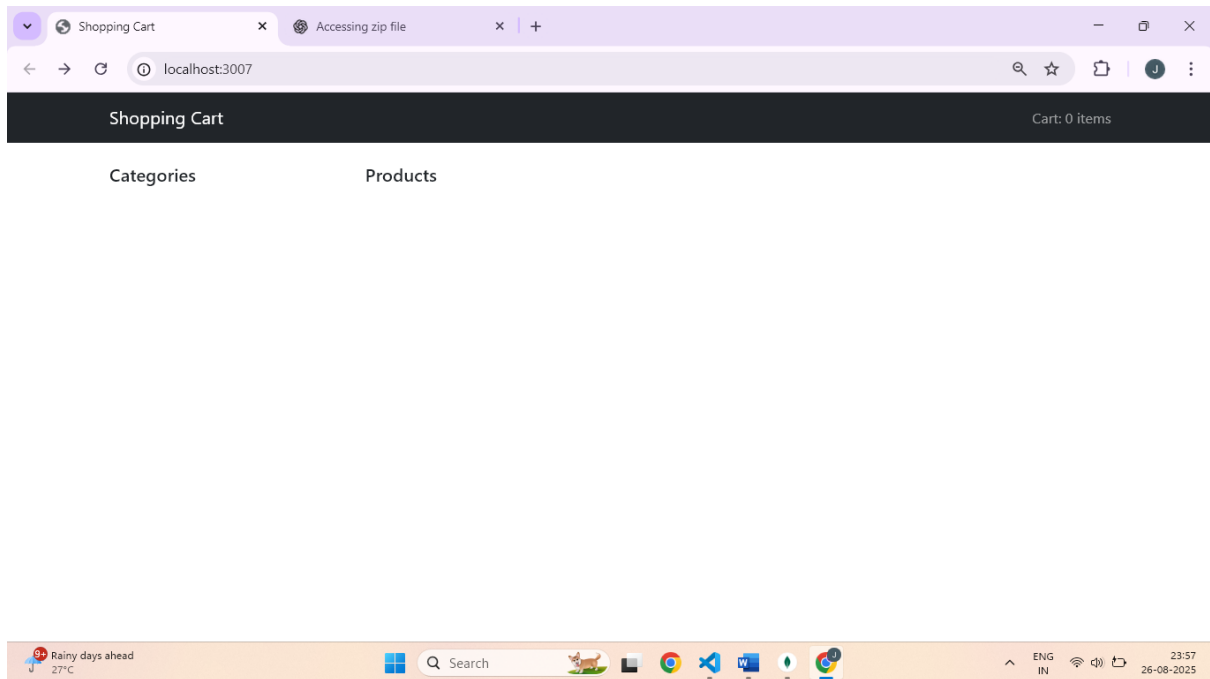 Shopping Cart
Accessing zip file
localhost:3007
J
Shopping Cart
Cart: 0 items
Categories
Products
9+
Rainy days ahead
27°C
Search
J
ENG
IN
23:57
26-08-2025